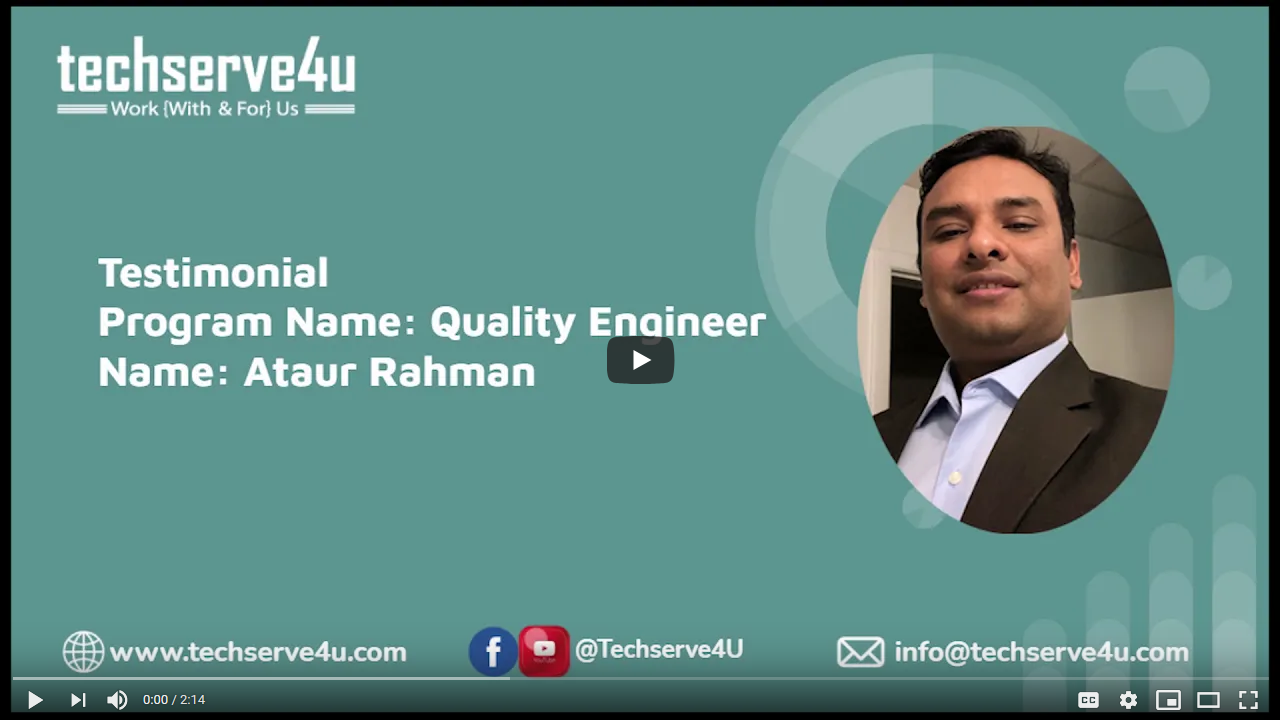 techserve4u
Work {With & For} Us
Testimonial
Program Name: Quality Engineer
Name: Ataur Rahman
www.techserve4u.com
@Techserve4U
info@techserve4u.com
0:00 / 2:14
CC